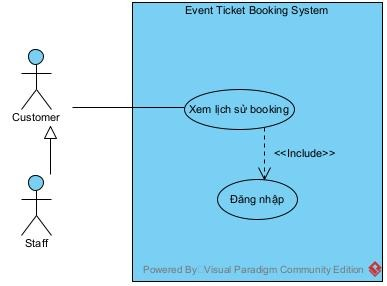 Event Ticket Booking System
Customer
Xem lịch sử booking
<<Include>>
Đăng nhập
Staff
Powered By Visual Paradigm Community Edition